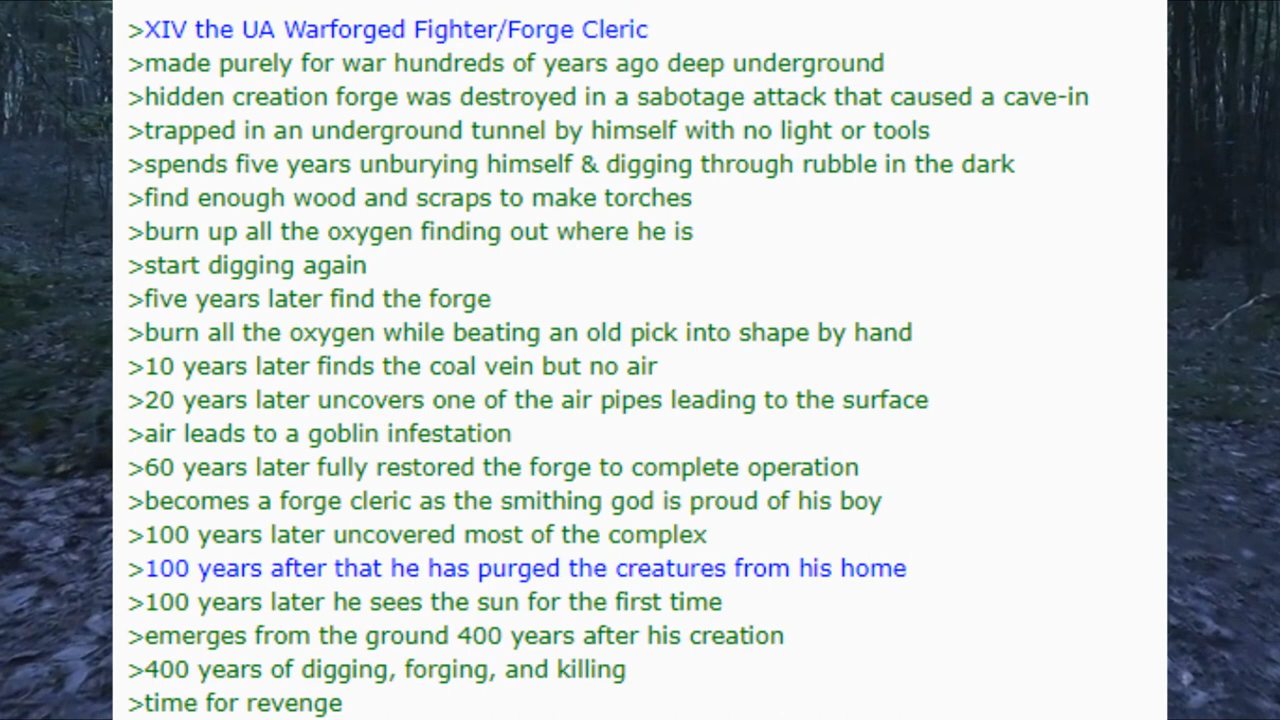 >XIV the UA Warforged Fighter/Forge Cleric
>made purely for war hundreds of years ago deep underground
>hidden creation forge was destroyed in a sabotage attack that caused a cave-in
>trapped in an underground tunnel by himself with no light or tools
>spends five years unburying himself & digging through rubble in the dark
>find enough wood and scraps to make torches
>burn up all the oxygen finding out where he is
>start digging again
>five years later find the forge
>burn all the oxygen while beating an old pick into shape by hand
>10 years later finds the coal vein but no air
>20 years later uncovers one of the air pipes leading to the surface
>air leads to a goblin infestation
>60 years later fully restored the forge to complete operation
>becomes a forge cleric as the smithing god is proud of his boy
>100 years later uncovered most of the complex
>100 years after that he has purged the creatures from his home
>100 years later he sees the sun for the first time
>emerges from the ground 400 years after his creation
>400 years of digging, forging, and killing
>time for revenge